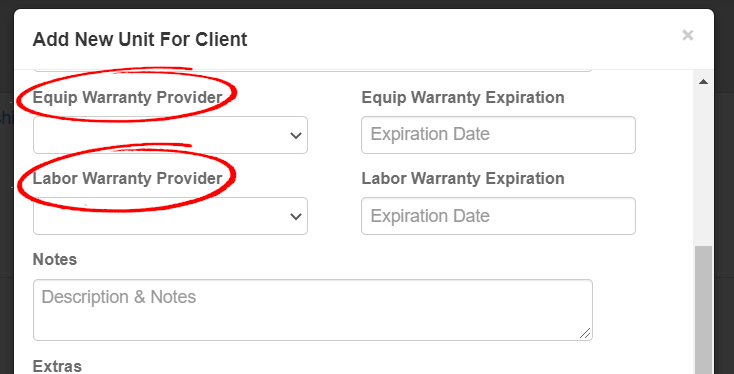 Add New Unit For Client
×
Equip Warranty Provider
Equip Warranty Expiration
Expiration Date
Labor Warranty Provider
Labor Warranty Expiration
Expiration Date
Notes
Description & Notes
Extras